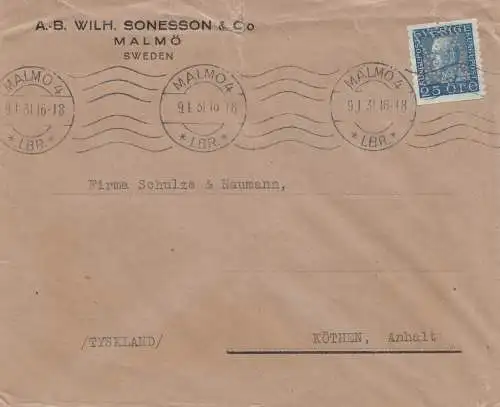 A.-B. WILH. SONESSON & Co
MALMÖ
SWEDEN
SVERIGE
25 ÖRE
MALMÖ 4
9.1.31.16-18
* LBR. *
MALMÖ 4
9.1.31.16-18
* LBR. *
MALMÖ 4
9.1.31.16-18
* LBR. *
Firma Schulze & Naumann,
/TYSKLAND/
KÖTHEN, Anhalt